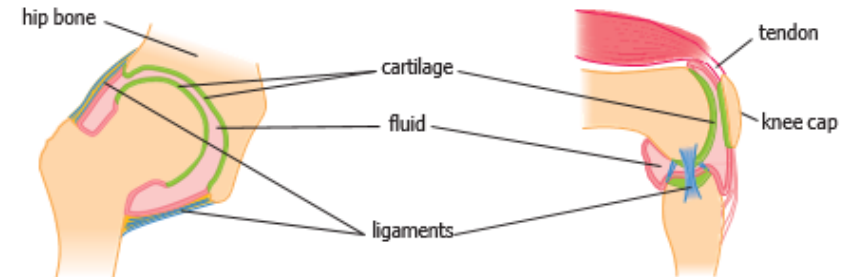 hip bone
tendon
cartilage
fluid
knee cap
ligaments